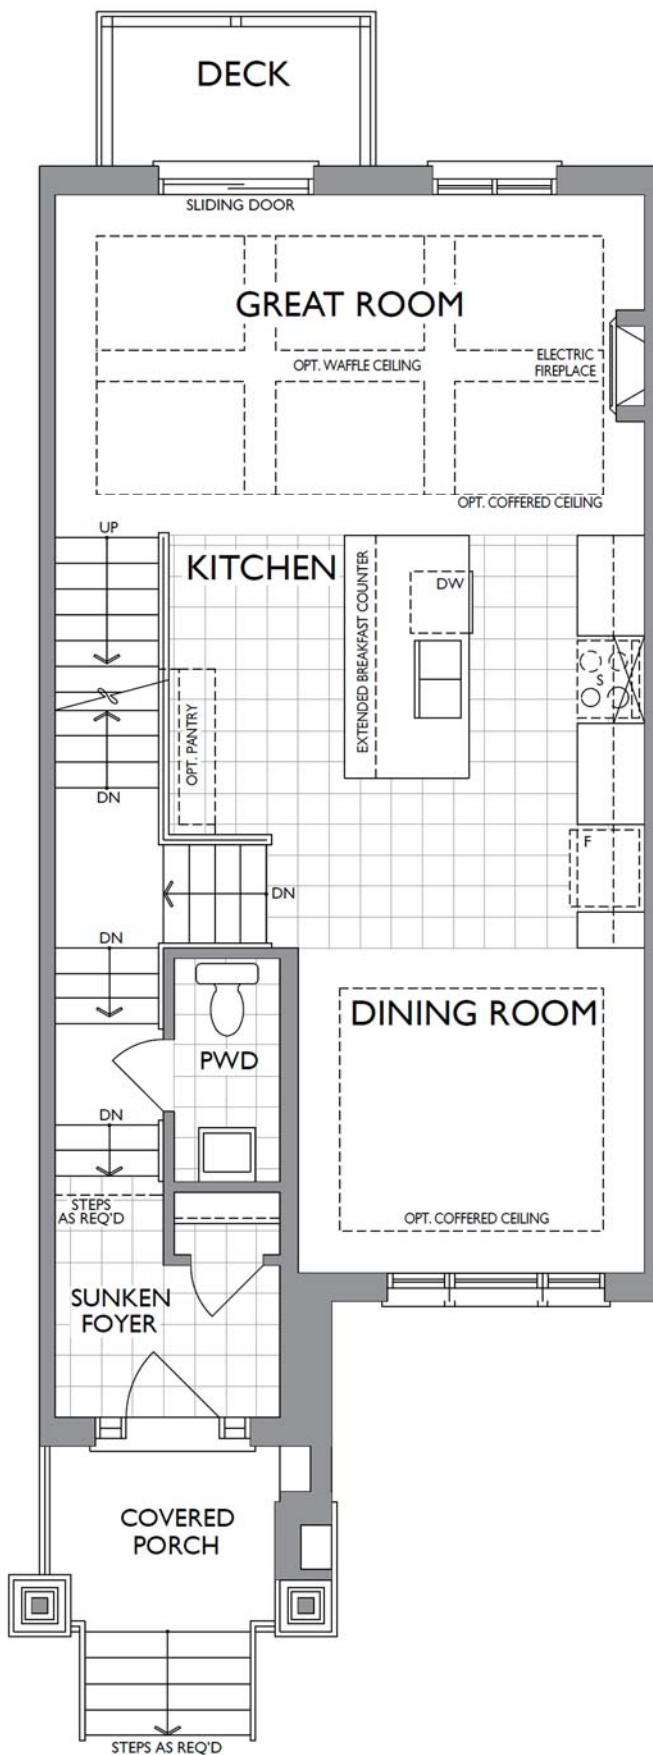 DECK
SLIDING DOOR
GREAT ROOM
OPT. WAFFLE CEILING
ELECTRIC
FIREPLACE
OPT. COFFERED CEILING
UP
KITCHEN
EXTENDED BREAKFAST COUNTER
DW
S
OPT. PANTRY
DN
F
DN
DN
DINING ROOM
PWD
DN
STEPS
AS REQ'D
OPT. COFFERED CEILING
SUNKEN
FOYER
COVERED
PORCH
STEPS AS REQ'D